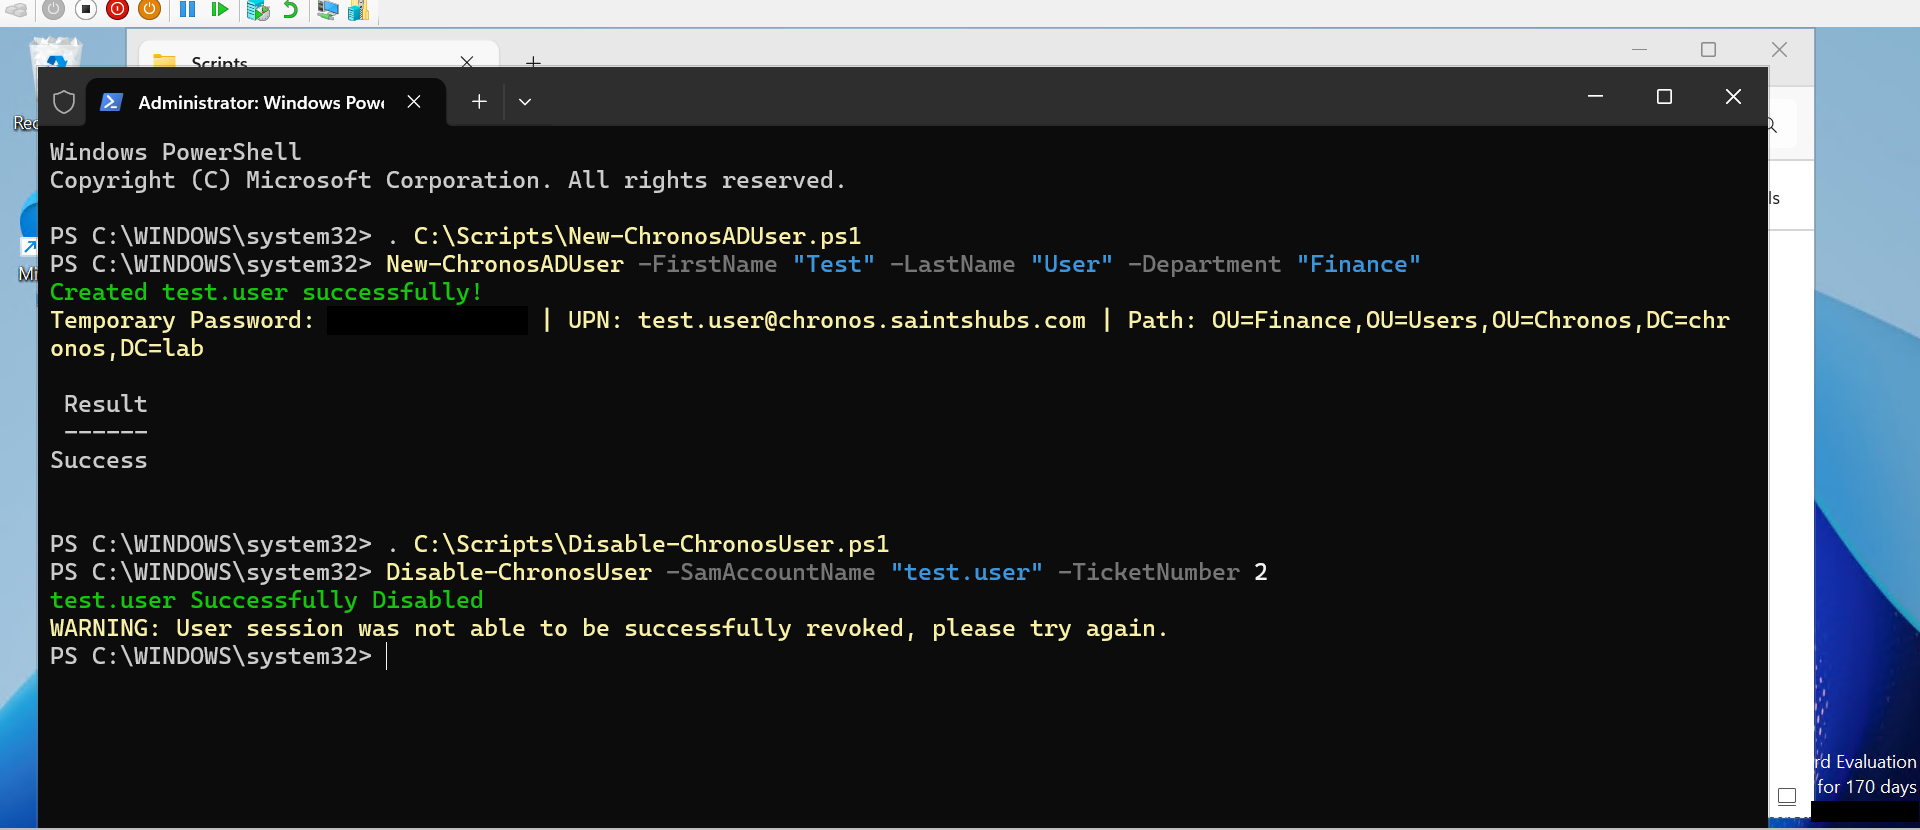 Scripts
Administrator: Windows Pow
Windows PowerShell
Copyright (C) Microsoft Corporation. All rights reserved.
PS C:\WINDOWS\system32> . C:\Scripts\New-ChronosADUser.ps1
PS C:\WINDOWS\system32> New-ChronosADUser -FirstName "Test" -LastName "User" -Department "Finance"
Created test.user successfully!
Temporary Password: | UPN: test.user@chronos.saintshubs.com | Path: OU=Finance,OU=Users,OU=Chronos,DC=chr
onos,DC=lab
Result
------
Success
PS C:\WINDOWS\system32> . C:\Scripts\Disable-ChronosUser.ps1
PS C:\WINDOWS\system32> Disable-ChronosUser -SamAccountName "test.user" -TicketNumber 2
test.user Successfully Disabled
WARNING: User session was not able to be successfully revoked, please try again.
PS C:\WINDOWS\system32>
Rec
Mi
ls
rd Evaluation
for 170 days